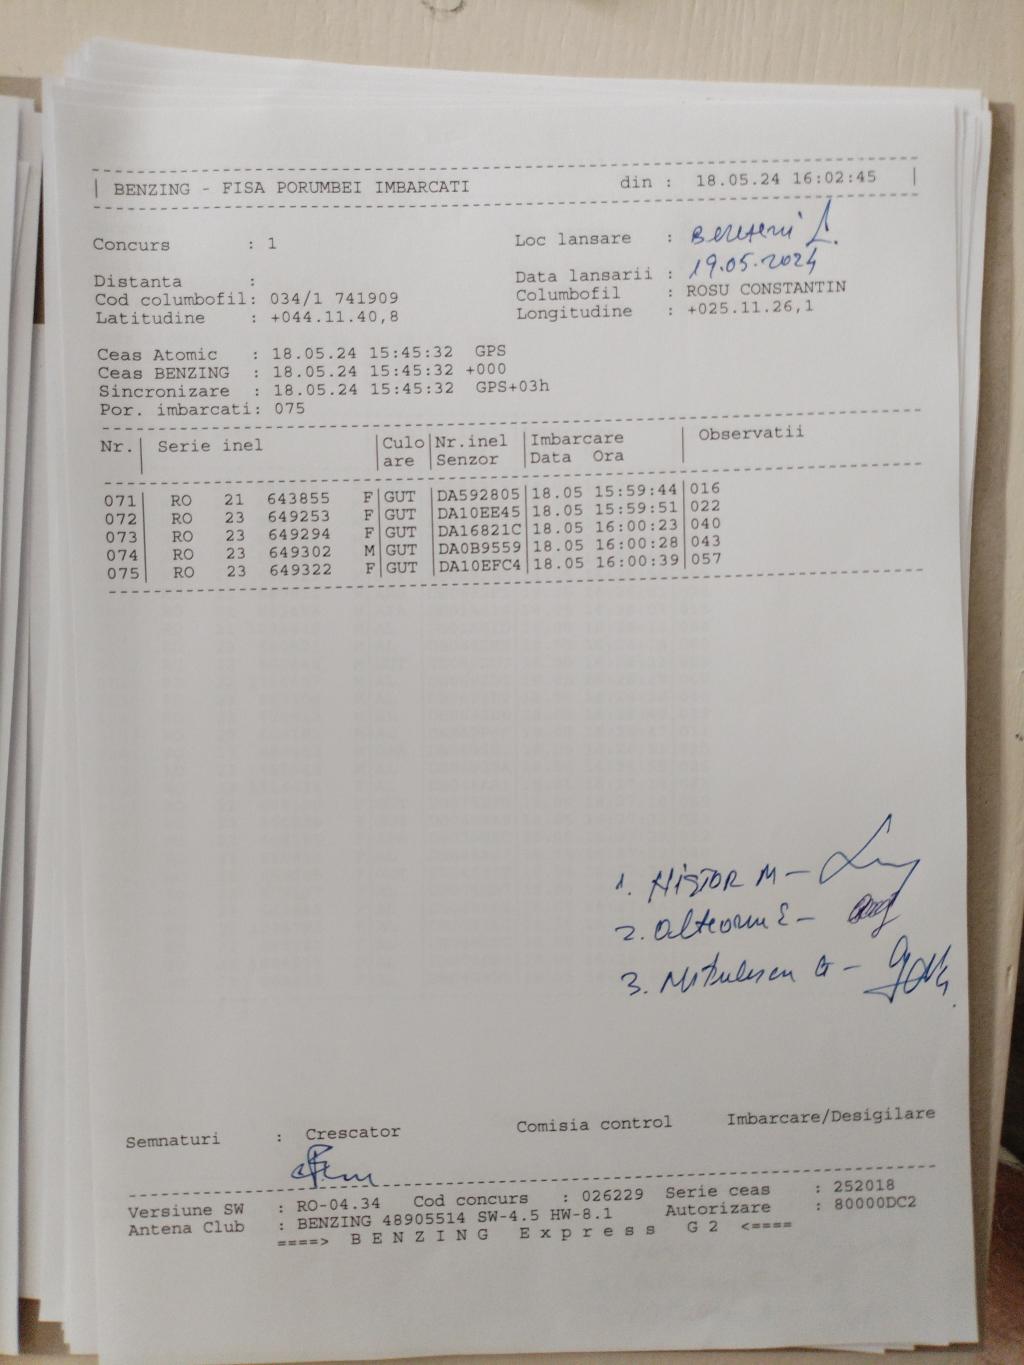 | BENZING - FISA PORUMBEI IMBARCATI din : 18.05.24 16:02:45 |
Concurs : 1 Loc lansare :
Distanta : Data lansarii : 19.05.2024
Cod columbofil: 034/1 741909 Columbofil : ROSU CONSTANTIN
Latitudine : +044.11.40,8 Longitudine : +025.11.26,1
Ceas Atomic : 18.05.24 15:45:32 GPS
Ceas BENZING : 18.05.24 15:45:32 +000
Sincronizare : 18.05.24 15:45:32 GPS+03h
Por. imbarcati: 075
Nr.| Serie inel |Culo|Nr.inel |Imbarcare | Observatii
| |are |Senzor |Data Ora |
071| RO 21 643855 F|GUT |DA592805|18.05 15:59:44|016
072| RO 23 649253 F|GUT |DA10EE45|18.05 15:59:51|022
073| RO 23 649294 F|GUT |DA16821C|18.05 16:00:23|040
074| RO 23 649302 M|GUT |DA0B9559|18.05 16:00:28|043
075| RO 23 649322 F|GUT |DA10EFC4|18.05 16:00:39|057
1. NISTOR M -
2.
3. Mitulescu G -
Semnaturi : Crescator Comisia control Imbarcare/Desigilare
Versiune SW : RO-04.34 Cod concurs : 026229 Serie ceas : 252018
Antena Club : BENZING 48905514 SW-4.5 HW-8.1 Autorizare : 80000DC2
====> B E N Z I N G E x p r e s s G 2 <====